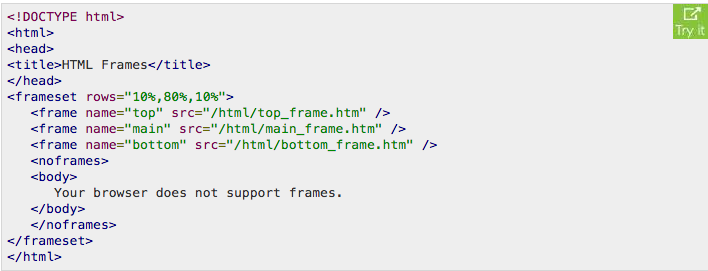 <!DOCTYPE html>
<html>
<head>
<title>HTML Frames</title>
</head>
<frameset rows="10%,80%,10%">
   <frame name="top" src="/html/top_frame.htm" />
   <frame name="main" src="/html/main_frame.htm" />
   <frame name="bottom" src="/html/bottom_frame.htm" />
   <noframes>
   <body>
      Your browser does not support frames.
   </body>
   </noframes>
</frameset>
</html>
Try it